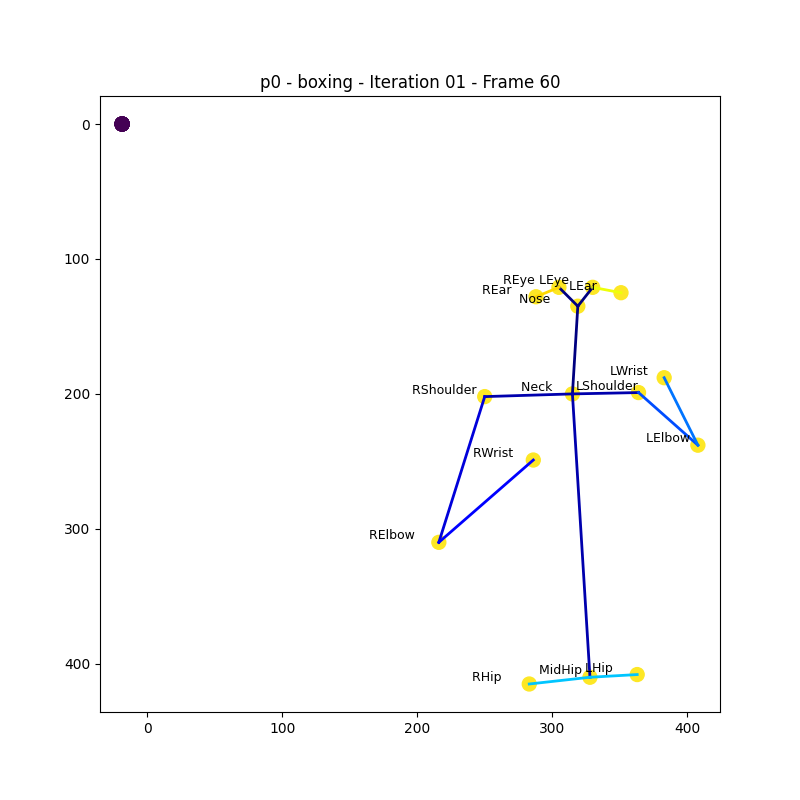 p0 - boxing - Iteration 01 - Frame 60
0
100
200
300
400
REye LEye LEar
REar
Nose
LWrist
RShoulder Neck LShoulder
LElbow
RWrist
RElbow
RHip MidHip LHip
0 100 200 300 400